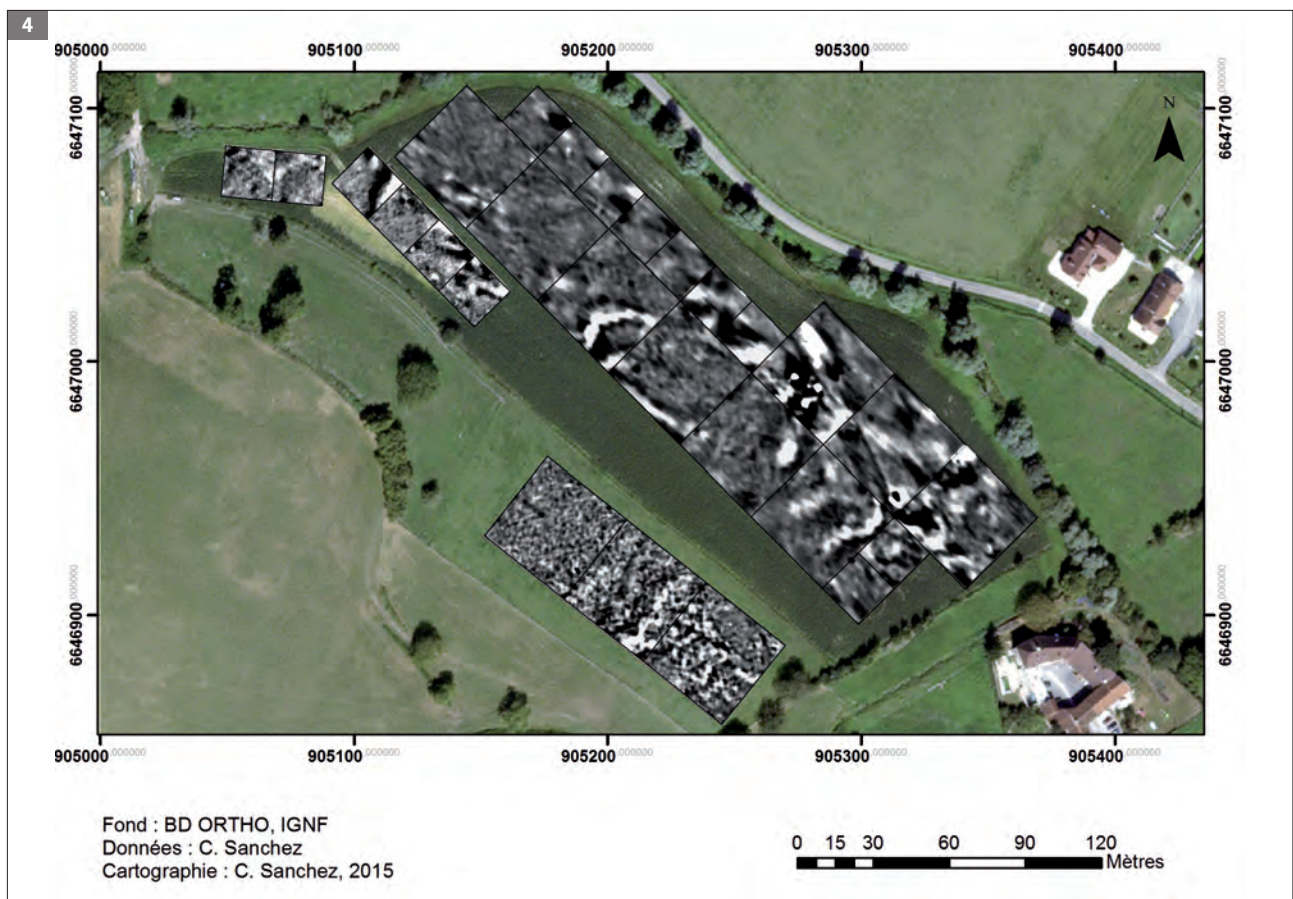 4
905000,000000 905100,000000 905200,000000 905300,000000 905400,000000
6647100,000000 6647100,000000
N
6647000,000000 6647000,000000
6646900,000000 6646900,000000
905000,000000 905100,000000 905200,000000 905300,000000 905400,000000
Fond : BD ORTHO, IGNF
Données : C. Sanchez
Cartographie : C. Sanchez, 2015
0 15 30 60 90 120
Mètres